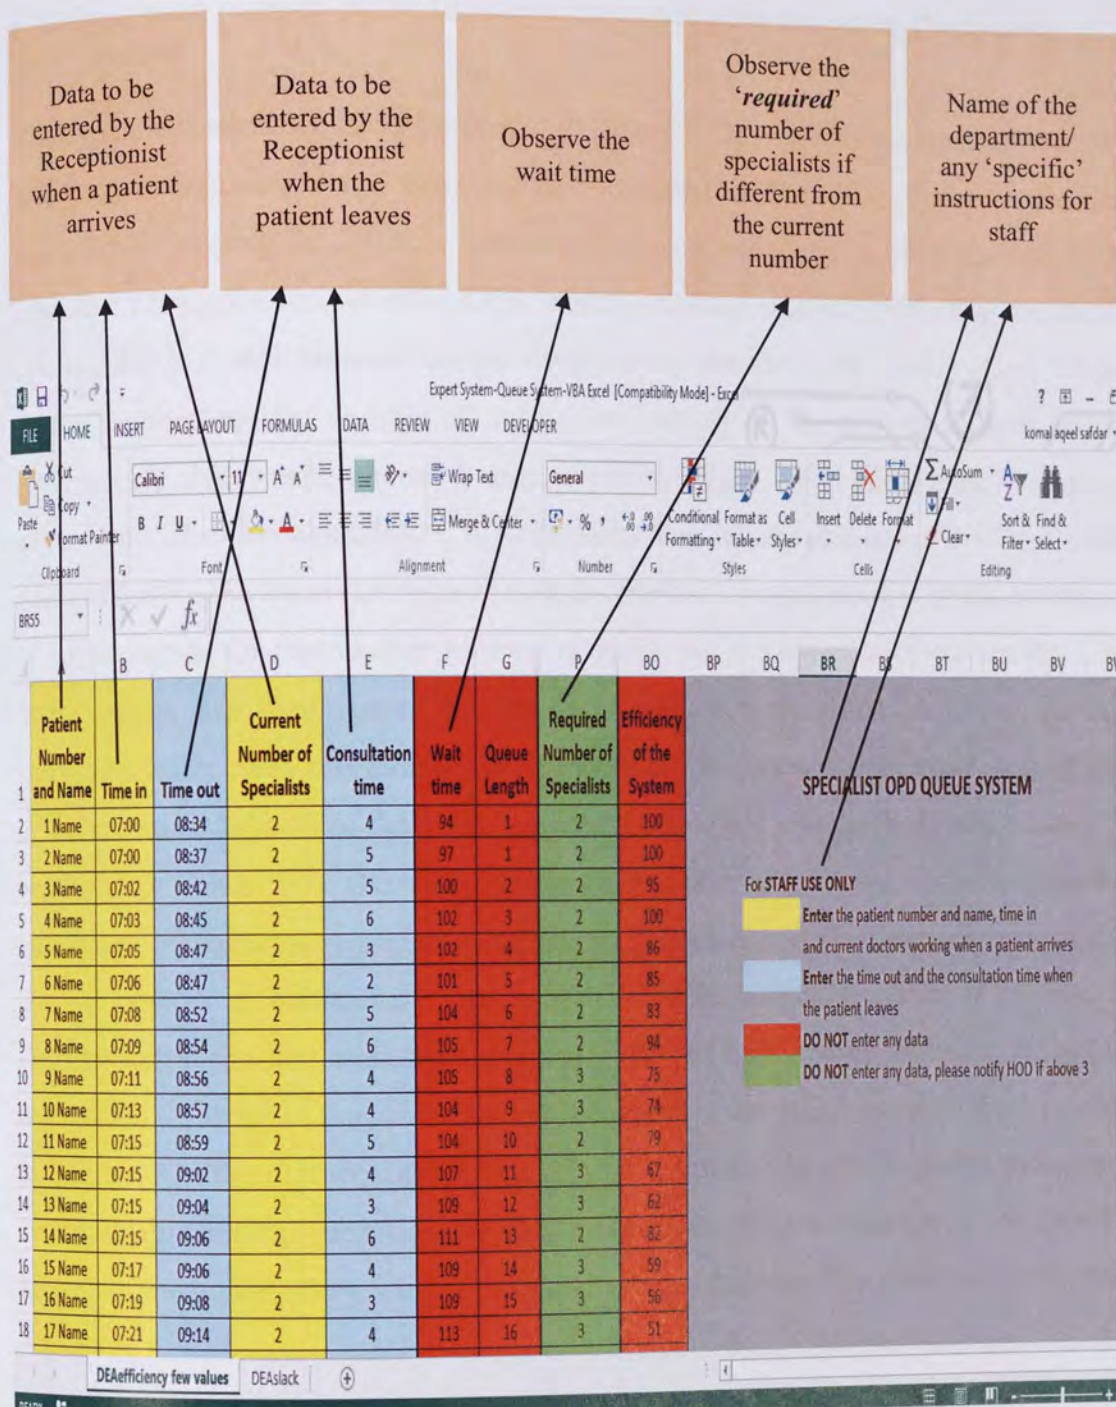 Data to be
entered by the
Receptionist
when a patient
arrives
Data to be
entered by the
Receptionist
when the
patient leaves
Observe the
wait time
Observe the
‘required’
number of
specialists if
different from
the current
number
Name of the
department/
any ‘specific’
instructions for
staff
Expert System-Queue System-VBA Excel [Compatibility Mode] - Excel
FILE HOME INSERT PAGE LAYOUT FORMULAS DATA REVIEW VIEW DEVELOPER
komal aqeel safdar
Cut
Copy
Format Painter
Paste
Clipboard
Calibri 11 A A
B I U
Font
Wrap Text
Merge & Center
Alignment
General
% ,
Number
Conditional Formatting
Format as Table
Cell Styles
Styles
Insert Delete Format
Cells
AutoSum
Fill
Clear
Sort & Filter
Find & Select
Editing
BR55 fx
A B C D E F G P BO BP BQ BR BS BT BU BV
1 Patient Number and Name Time in Time out Current Number of Specialists Consultation time Wait time Queue Length Required Number of Specialists Efficiency of the System
2 1 Name 07:00 08:34 2 4 94 1 2 100
3 2 Name 07:00 08:37 2 5 97 1 2 100
4 3 Name 07:02 08:42 2 5 100 2 2 95
5 4 Name 07:03 08:45 2 6 102 3 2 100
6 5 Name 07:05 08:47 2 3 102 4 2 86
7 6 Name 07:06 08:47 2 2 101 5 2 85
8 7 Name 07:08 08:52 2 5 104 6 2 83
9 8 Name 07:09 08:54 2 6 105 7 2 94
10 9 Name 07:11 08:56 2 4 105 8 3 75
11 10 Name 07:13 08:57 2 4 104 9 3 74
12 11 Name 07:15 08:59 2 5 104 10 2 79
13 12 Name 07:15 09:02 2 4 107 11 3 67
14 13 Name 07:15 09:04 2 3 109 12 3 62
15 14 Name 07:15 09:06 2 6 111 13 2 82
16 15 Name 07:17 09:06 2 4 109 14 3 59
17 16 Name 07:19 09:08 2 3 109 15 3 56
18 17 Name 07:21 09:14 2 4 113 16 3 51
SPECIALIST OPD QUEUE SYSTEM
For STAFF USE ONLY
Enter the patient number and name, time in
and current doctors working when a patient arrives
Enter the time out and the consultation time when
the patient leaves
DO NOT enter any data
DO NOT enter any data, please notify HOD if above 3
DEAefficiency few values DEAslack